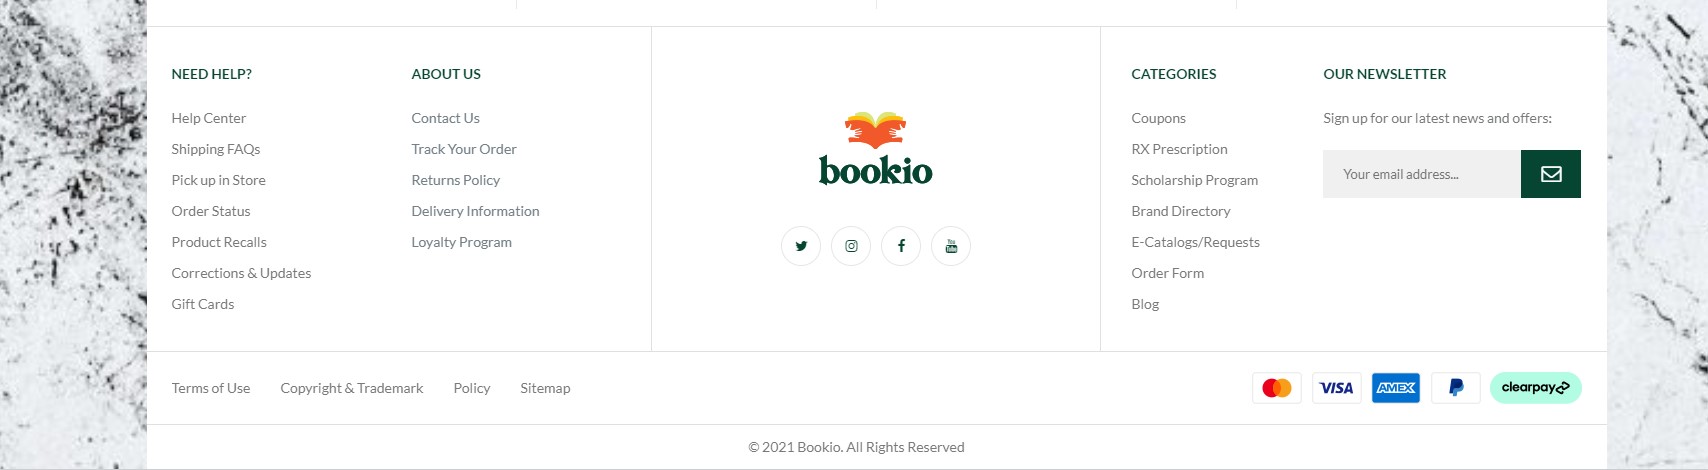 NEED HELP?
Help Center
Shipping FAQs
Pick up in Store
Order Status
Product Recalls
Corrections & Updates
Gift Cards
ABOUT US
Contact Us
Track Your Order
Returns Policy
Delivery Information
Loyalty Program
bookio
You Tube
CATEGORIES
Coupons
RX Prescription
Scholarship Program
Brand Directory
E-Catalogs/Requests
Order Form
Blog
OUR NEWSLETTER
Sign up for our latest news and offers:
Your email address...
Terms of Use Copyright & Trademark Policy Sitemap
VISA AMEX clearpay
© 2021 Bookio. All Rights Reserved